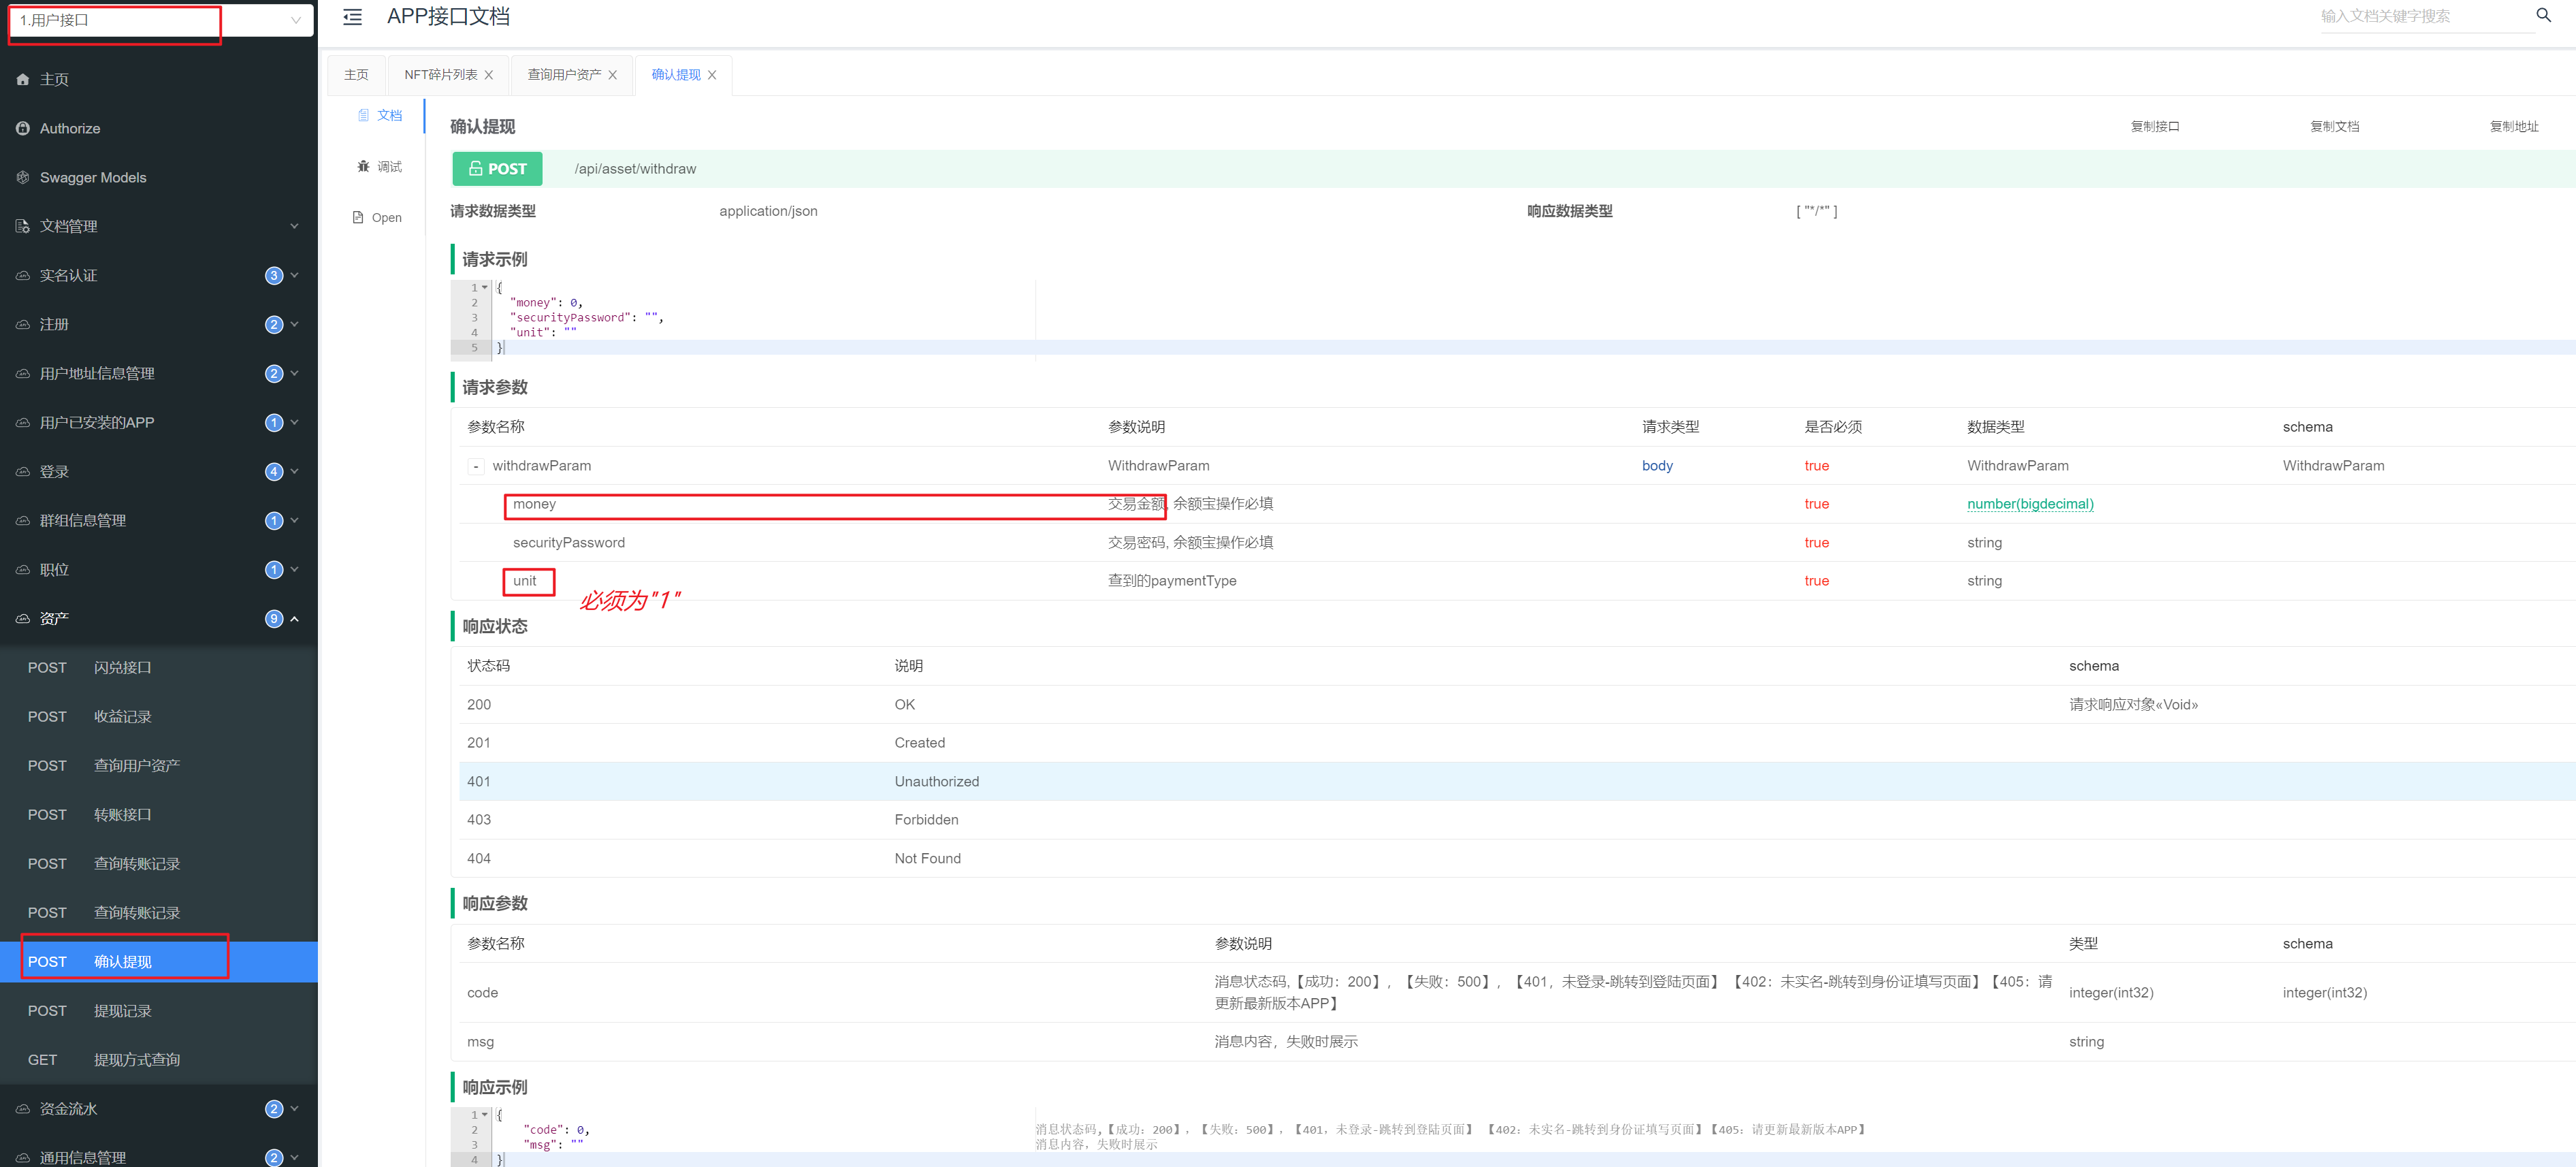 1.用户接口
主页
Authorize
Swagger Models
文档管理
实名认证 3
注册 2
用户地址信息管理 2
用户已安装的APP 1
登录 4
群组信息管理 1
职位 1
资产 9
POST 闪兑接口
POST 收益记录
POST 查询用户资产
POST 转账接口
POST 查询转账记录
POST 查询转账记录
POST 确认提现
POST 提现记录
GET 提现方式查询
资金流水 2
通用信息管理 2
APP接口文档
输入文档关键字搜索
主页
NFT碎片列表
查询用户资产
确认提现
文档
调试
Open
确认提现
复制接口 复制文档 复制地址
POST /api/asset/withdraw
请求数据类型 application/json 响应数据类型 [ "*/*" ]
请求示例
1 {
2 "money": 0,
3 "securityPassword": "",
4 "unit": ""
5 }
请求参数
参数名称 参数说明 请求类型 是否必须 数据类型 schema
- withdrawParam WithdrawParam body true WithdrawParam WithdrawParam
money 交易金额, 余额宝操作必填 true number(bigdecimal)
securityPassword 交易密码, 余额宝操作必填 true string
unit 查到的paymentType true string
必须为"1"
响应状态
状态码 说明 schema
200 OK 请求响应对象«Void»
201 Created
401 Unauthorized
403 Forbidden
404 Not Found
响应参数
参数名称 参数说明 类型 schema
code 消息状态码,【成功：200】,【失败：500】,【401，未登录-跳转到登陆页面】【402：未实名-跳转到身份证填写页面】【405：请更新最新版本APP】 integer(int32) integer(int32)
msg 消息内容，失败时展示 string
响应示例
1 {
2 "code": 0, 消息状态码,【成功：200】,【失败：500】,【401，未登录-跳转到登陆页面】【402：未实名-跳转到身份证填写页面】【405：请更新最新版本APP】
3 "msg": "" 消息内容，失败时展示
4 }